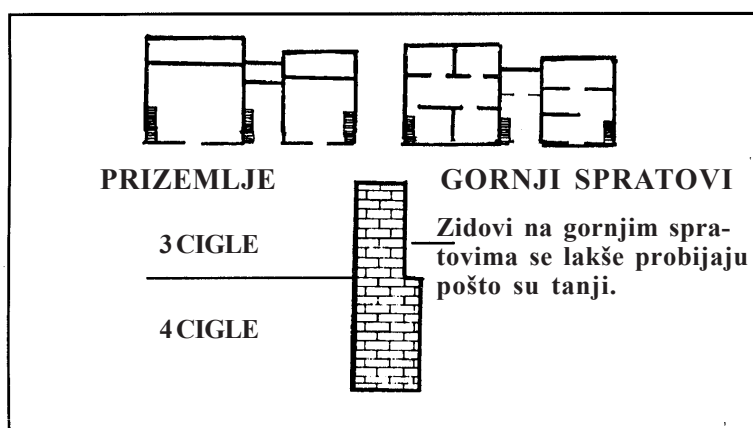 PRIZEMLJE
GORNJI SPRATOVI
3 CIGLE
Zidovi na gornjim spra-
tovima se lakše probijaju
pošto su tanji.
4 CIGLE